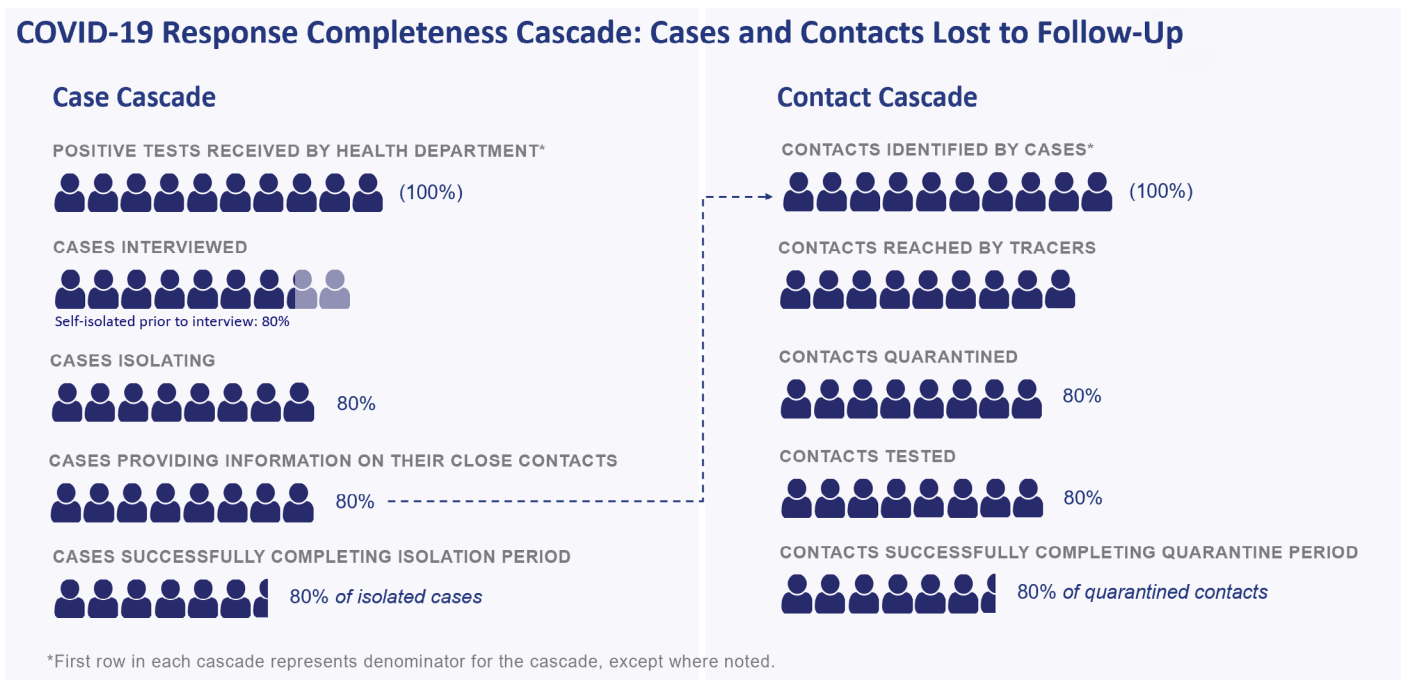 COVID-19 Response Completeness Cascade: Cases and Contacts Lost to Follow-Up
Case Cascade
POSITIVE TESTS RECEIVED BY HEALTH DEPARTMENT*
(100%)
CASES INTERVIEWED
Self-isolated prior to interview: 80%
CASES ISOLATING
80%
CASES PROVIDING INFORMATION ON THEIR CLOSE CONTACTS
80%
CASES SUCCESSFULLY COMPLETING ISOLATION PERIOD
80% of isolated cases
Contact Cascade
CONTACTS IDENTIFIED BY CASES*
(100%)
CONTACTS REACHED BY TRACERS
CONTACTS QUARANTINED
80%
CONTACTS TESTED
80%
CONTACTS SUCCESSFULLY COMPLETING QUARANTINE PERIOD
80% of quarantined contacts
*First row in each cascade represents denominator for the cascade, except where noted.